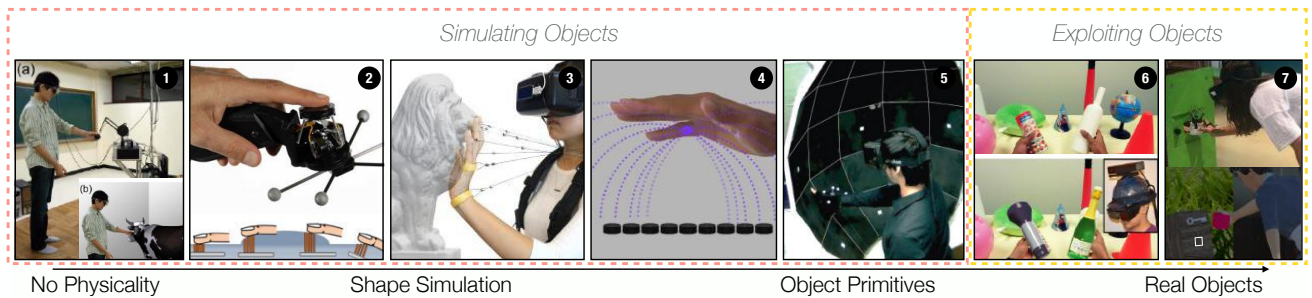 Simulating Objects
Exploiting Objects
(a)
1
2
3
4
5
6
7
(b)
No Physicality
Shape Simulation
Object Primitives
Real Objects